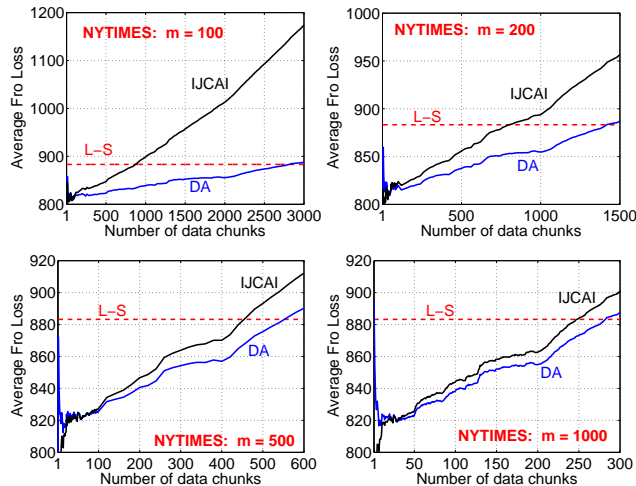 NYTIMES: m = 100
IJCAI
L-S
DA
Average Fro Loss
1200
1100
1000
900
800
1 500 1000 1500 2000 2500 3000
Number of data chunks
NYTIMES: m = 200
IJCAI
L-S
DA
Average Fro Loss
1000
950
900
850
800
1 500 1000 1500
Number of data chunks
IJCAI
L-S
DA
NYTIMES: m = 500
Average Fro Loss
920
900
880
860
840
820
800
1 100 200 300 400 500 600
Number of data chunks
IJCAI
L-S
DA
NYTIMES: m = 1000
Average Fro Loss
920
900
880
860
840
820
800
1 50 100 150 200 250 300
Number of data chunks